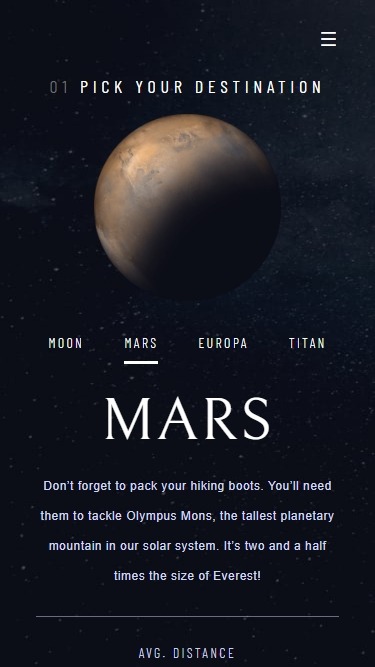 01 PICK YOUR DESTINATION
MOON MARS EUROPA TITAN
MARS
Don't forget to pack your hiking boots. You'll need
them to tackle Olympus Mons, the tallest planetary
mountain in our solar system. It's two and a half
times the size of Everest!
AVG. DISTANCE